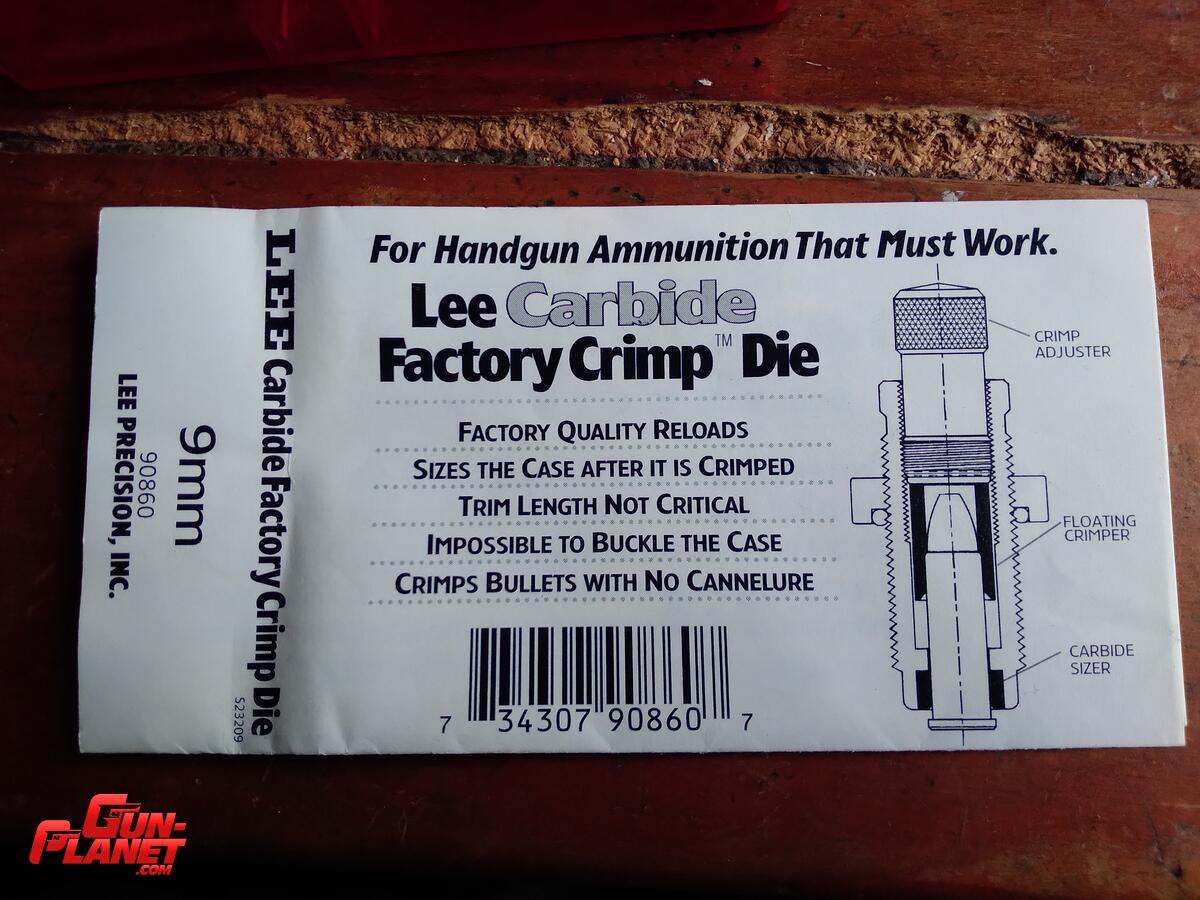 LEE Carbide Factory Crimp Die
S23209
9mm
90860
LEE PRECISION, INC.
For Handgun Ammunition That Must Work.
Lee Carbide
Factory Crimp™ Die
FACTORY QUALITY RELOADS
SIZES THE CASE AFTER IT IS CRIMPED
TRIM LENGTH NOT CRITICAL
IMPOSSIBLE TO BUCKLE THE CASE
CRIMPS BULLETS WITH NO CANNELURE
7 34307 90860 7
CRIMP
ADJUSTER
FLOATING
CRIMPER
CARBIDE
SIZER
GUN-
PLANET
.COM